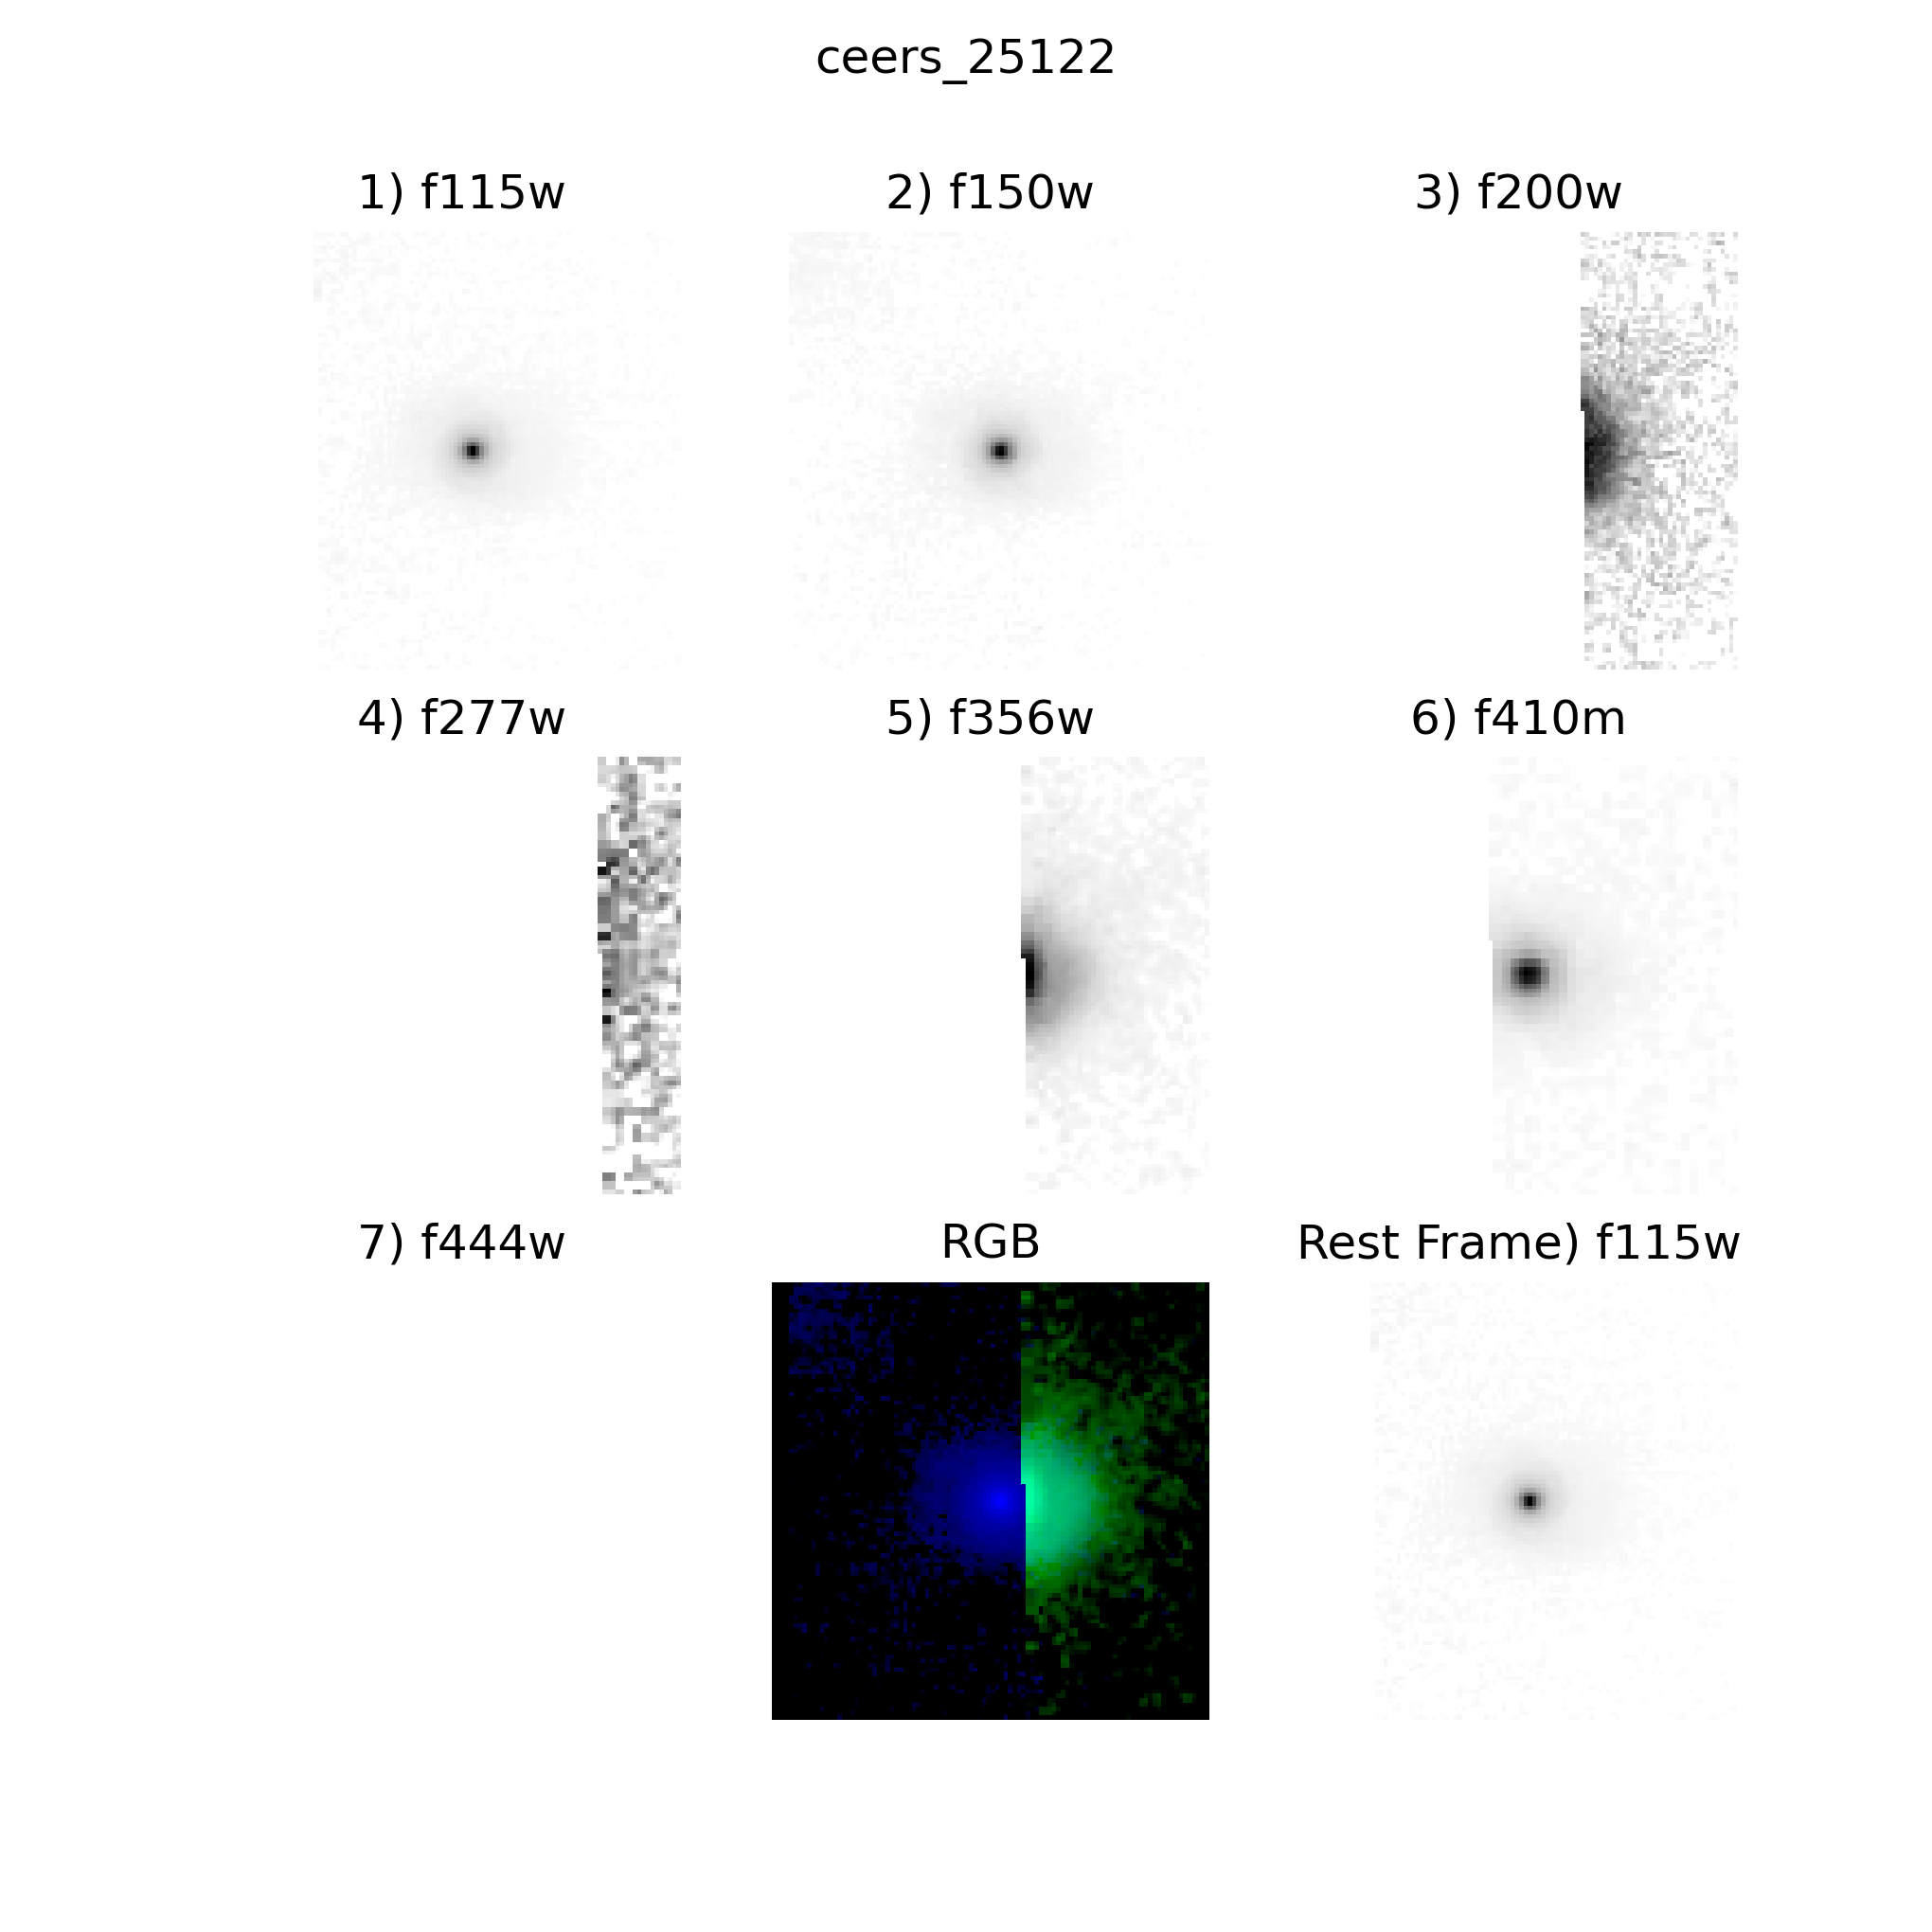 ceers_25122
1) f115w
2) f150w
3) f200w
4) f277w
5) f356w
6) f410m
7) f444w
RGB
Rest Frame) f115w